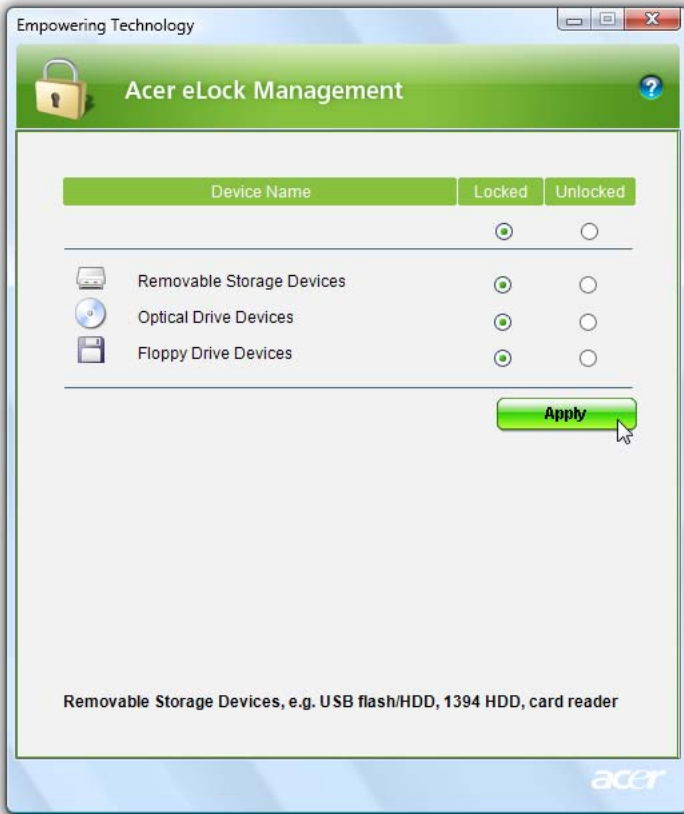 Empowering Technology
Acer eLock Management
?
Device Name Locked Unlocked
Removable Storage Devices
Optical Drive Devices
Floppy Drive Devices
Apply
Removable Storage Devices, e.g. USB flash/HDD, 1394 HDD, card reader
acer